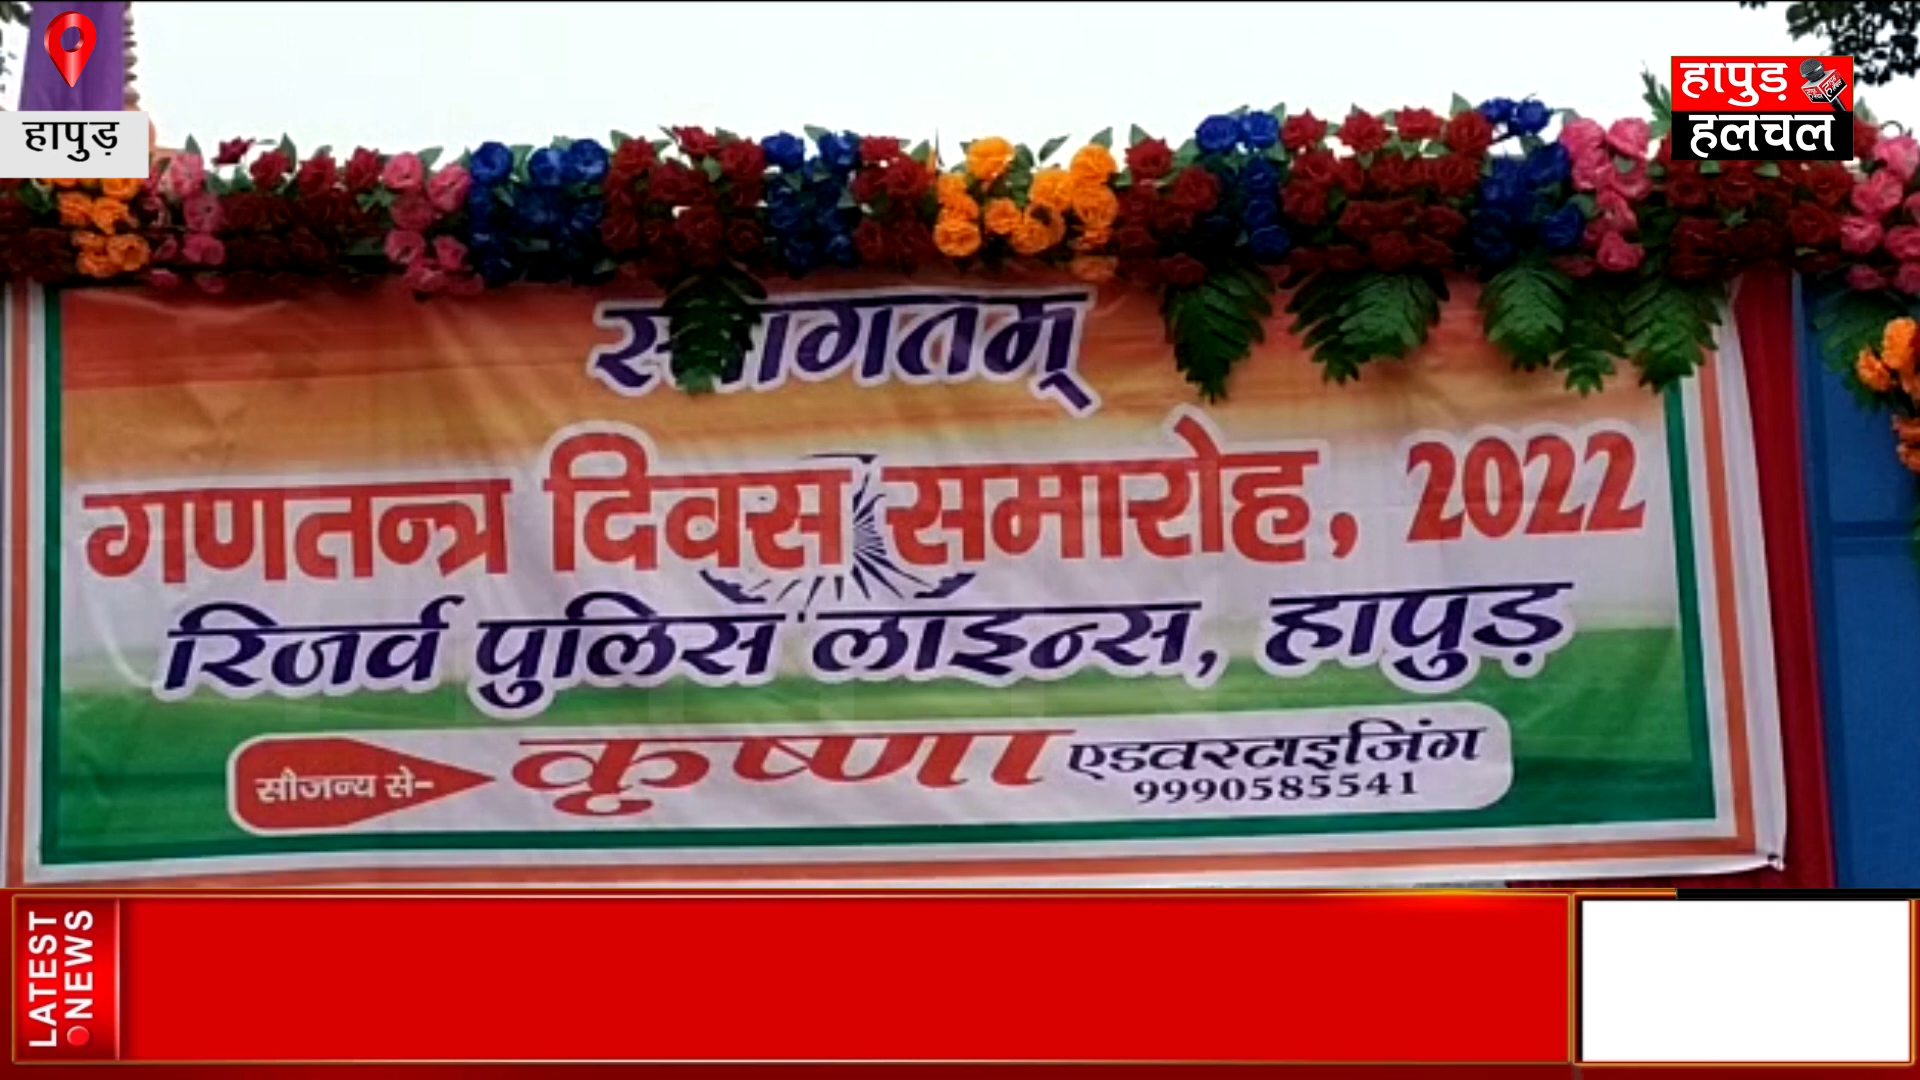 हापुड़
हापुड़
हलचल
स्वागतम्
गणतन्त्र दिवस समारोह, 2022
रिजर्व पुलिस लॉइन्स, हापुड़
सौजन्य से- कृष्णा एडवरटाइजिंग
9990585541
LATEST
NEWS